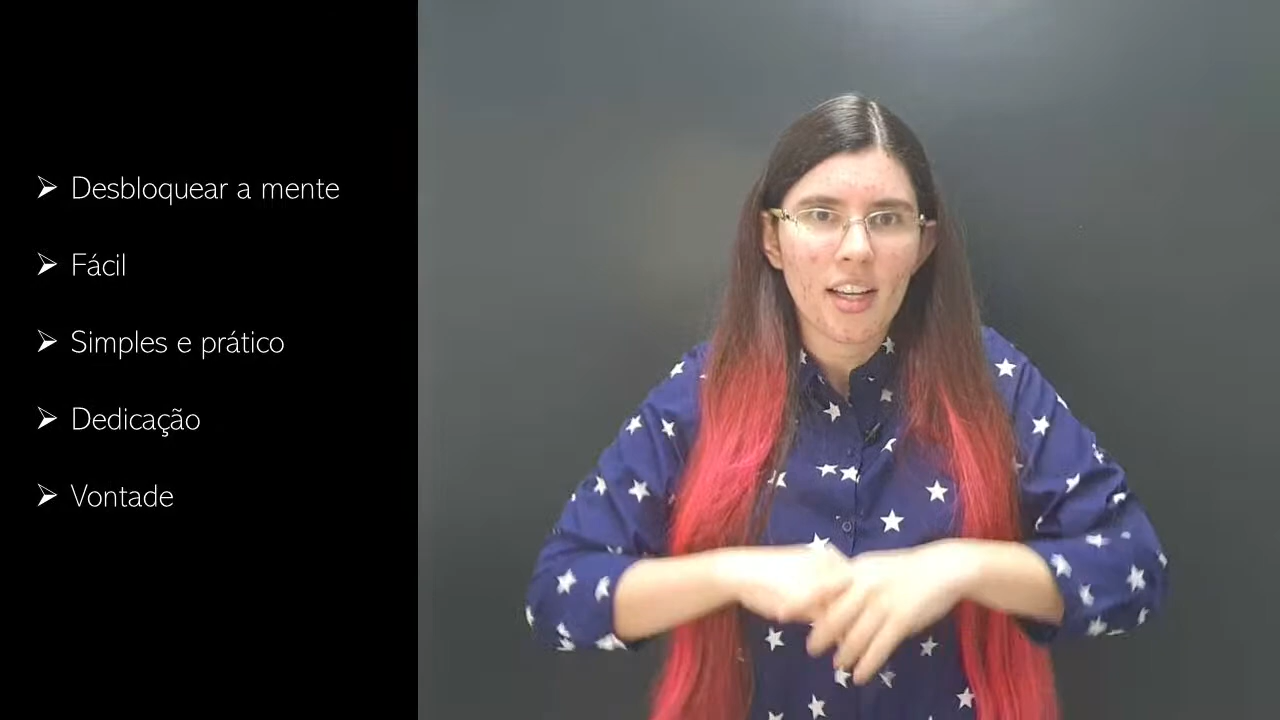 Desbloquear a mente
Fácil
Simples e prático
Dedicação
Vontade